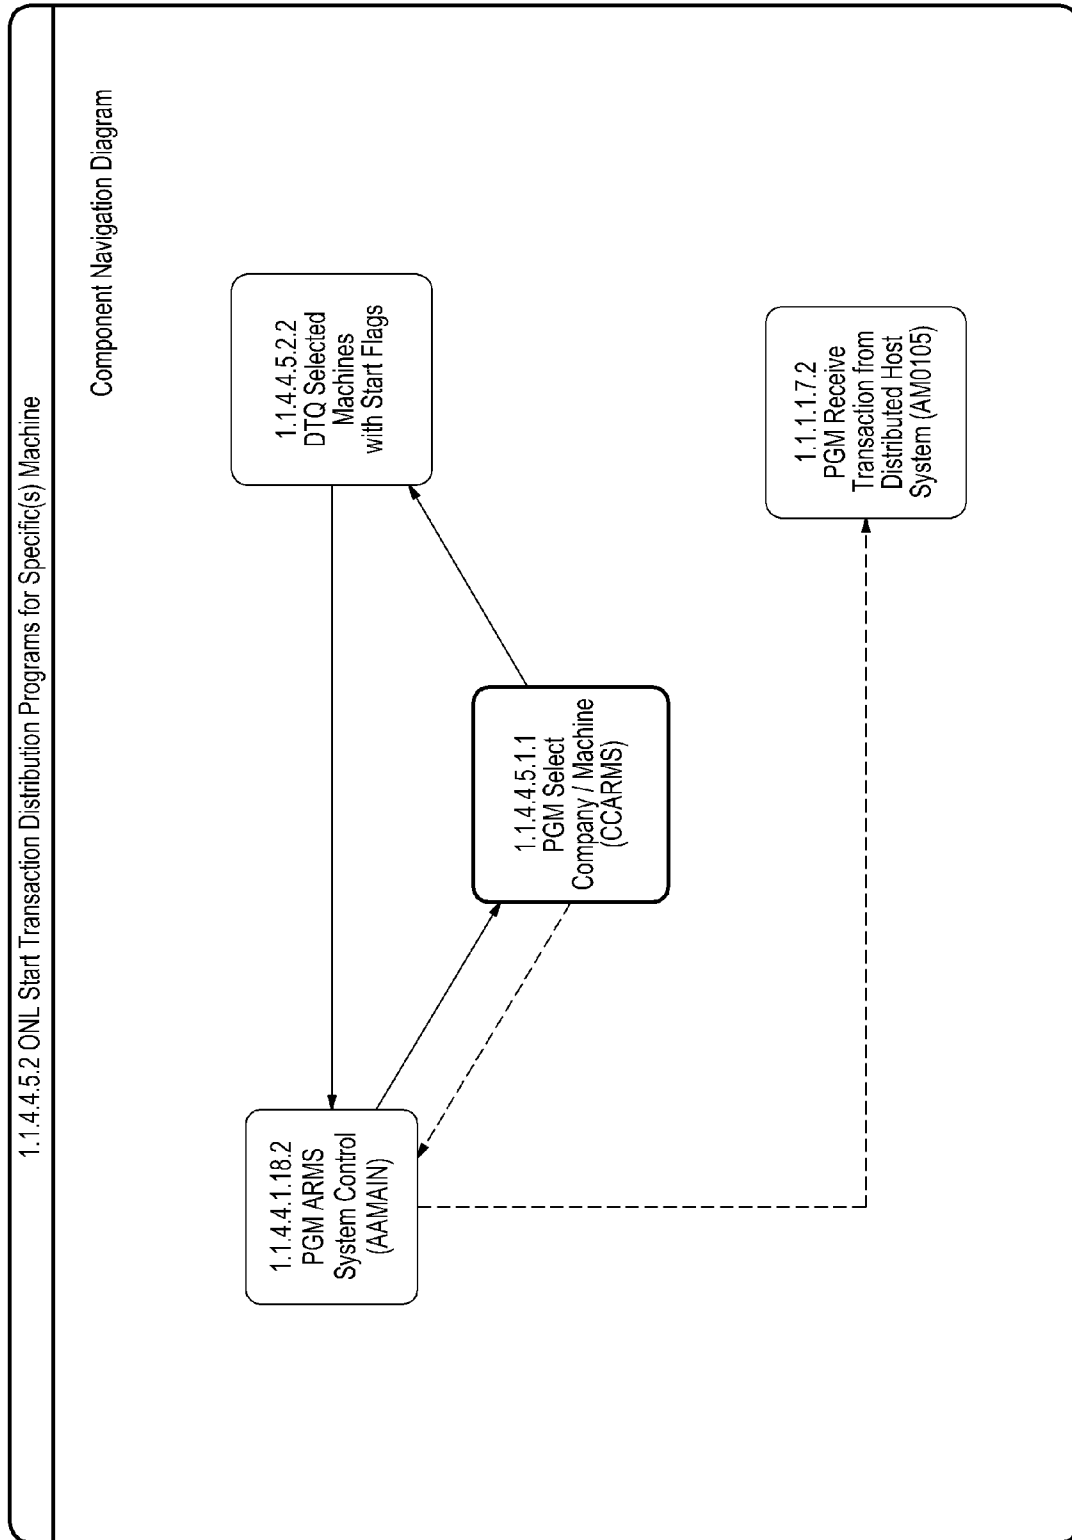 1.1.4.4.5.2 ONL Start Transaction Distribution Programs for Specific(s) Machine
Component Navigation Diagram
1.1.4.4.1.18.2
PGM ARMS
System Control
(AAMAIN)
1.1.4.4.5.2.2
DTQ Selected
Machines
with Start Flags
1.1.4.4.5.1.1
PGM Select
Company / Machine
(CCARMS)
1.1.1.1.7.2
PGM Receive
Transaction from
Distributed Host
System (AM0105)